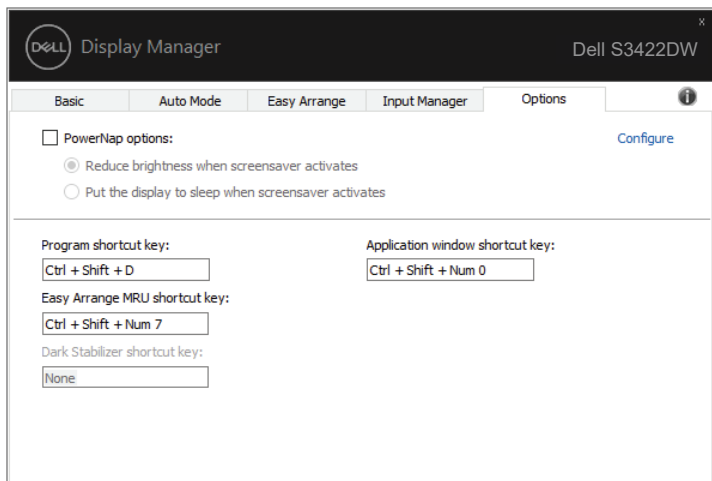 x
DELL Display Manager
Dell S3422DW
Basic Auto Mode Easy Arrange Input Manager Options i
PowerNap options: Configure
Reduce brightness when screensaver activates
Put the display to sleep when screensaver activates
Program shortcut key: Application window shortcut key:
Ctrl + Shift + D Ctrl + Shift + Num 0
Easy Arrange MRU shortcut key:
Ctrl + Shift + Num 7
Dark Stabilizer shortcut key:
None